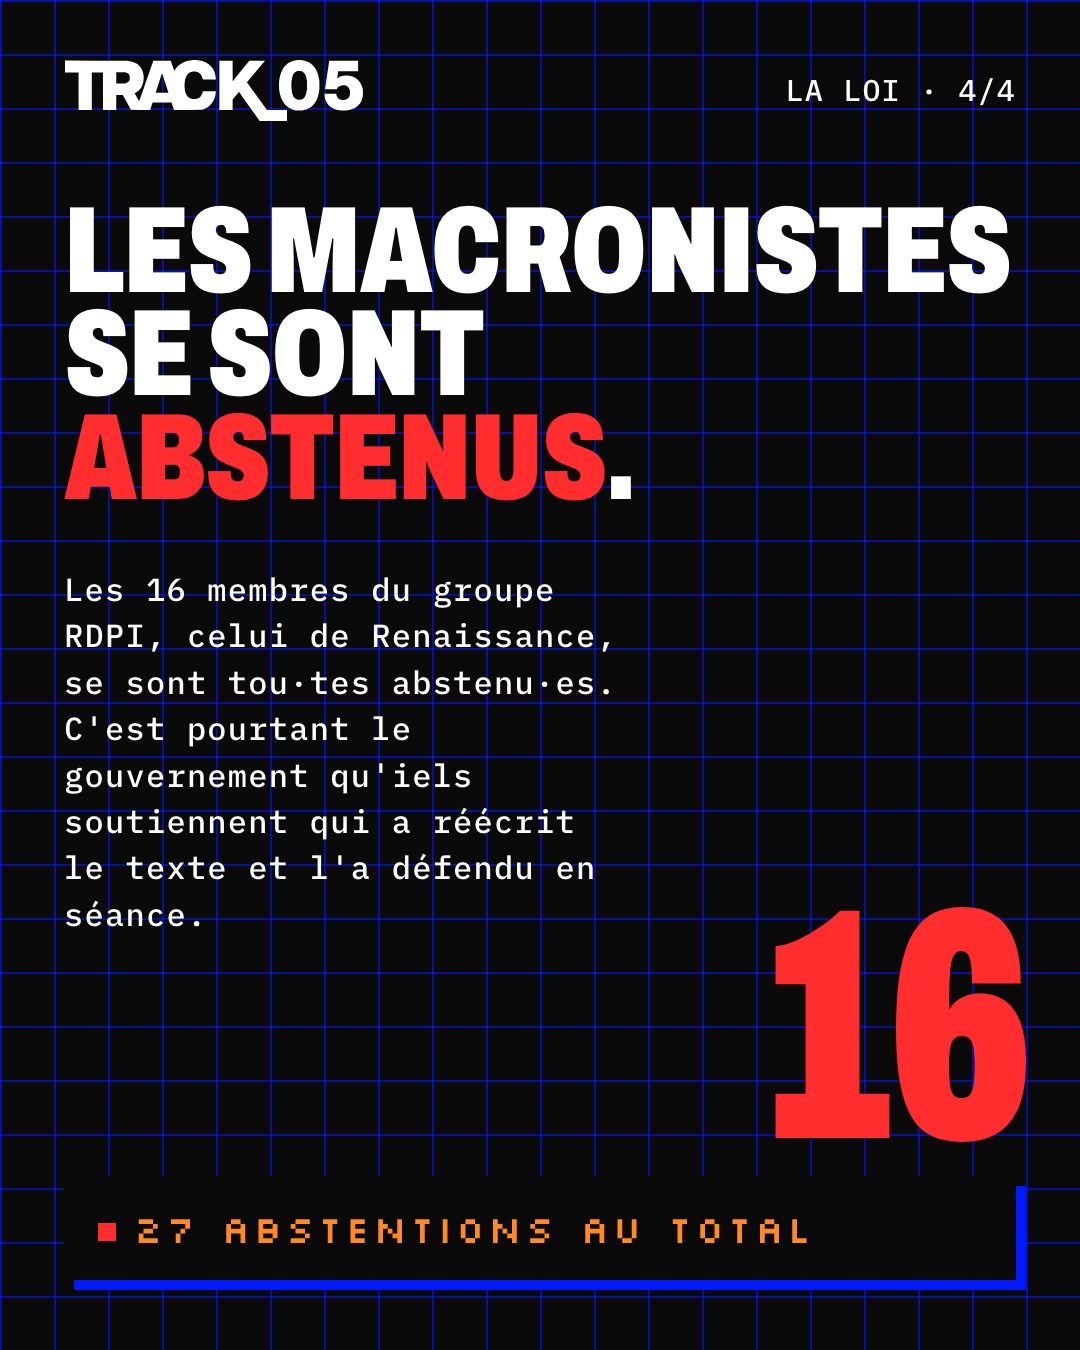 TRACK_05
LA LOI · 4/4
LES MACRONISTES
SE SONT
ABSTENUS.
Les 16 membres du groupe
RDPI, celui de Renaissance,
se sont tou·tes abstenu·es.
C'est pourtant le
gouvernement qu'iels
soutiennent qui a réécrit
le texte et l'a défendu en
séance.
16
27 ABSTENTIONS AU TOTAL